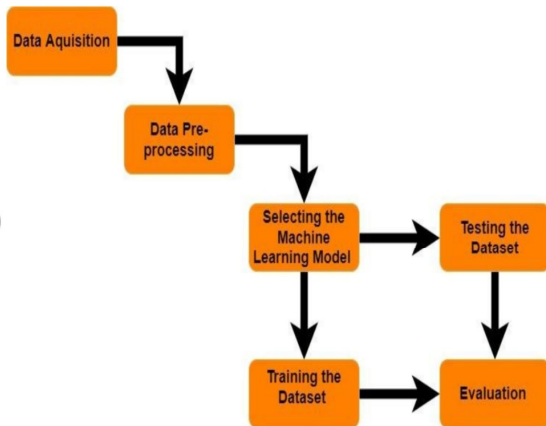 Data Aquisition
Data Pre-
processing
Selecting the
Machine
Learning Model
Testing the
Dataset
Training the
Dataset
Evaluation